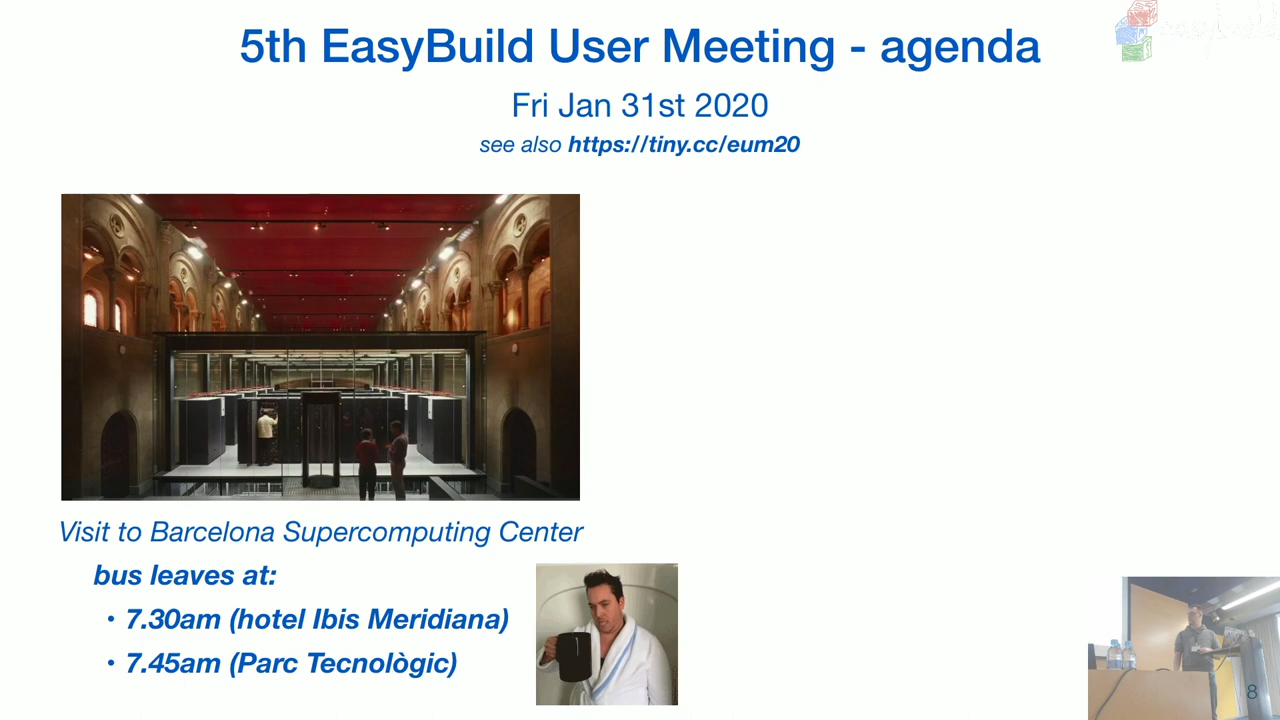 5th EasyBuild User Meeting - agenda
Fri Jan 31st 2020
see also https://tiny.cc/eum20
Visit to Barcelona Supercomputing Center
bus leaves at:
• 7.30am (hotel Ibis Meridiana)
• 7.45am (Parc Tecnològic)
8